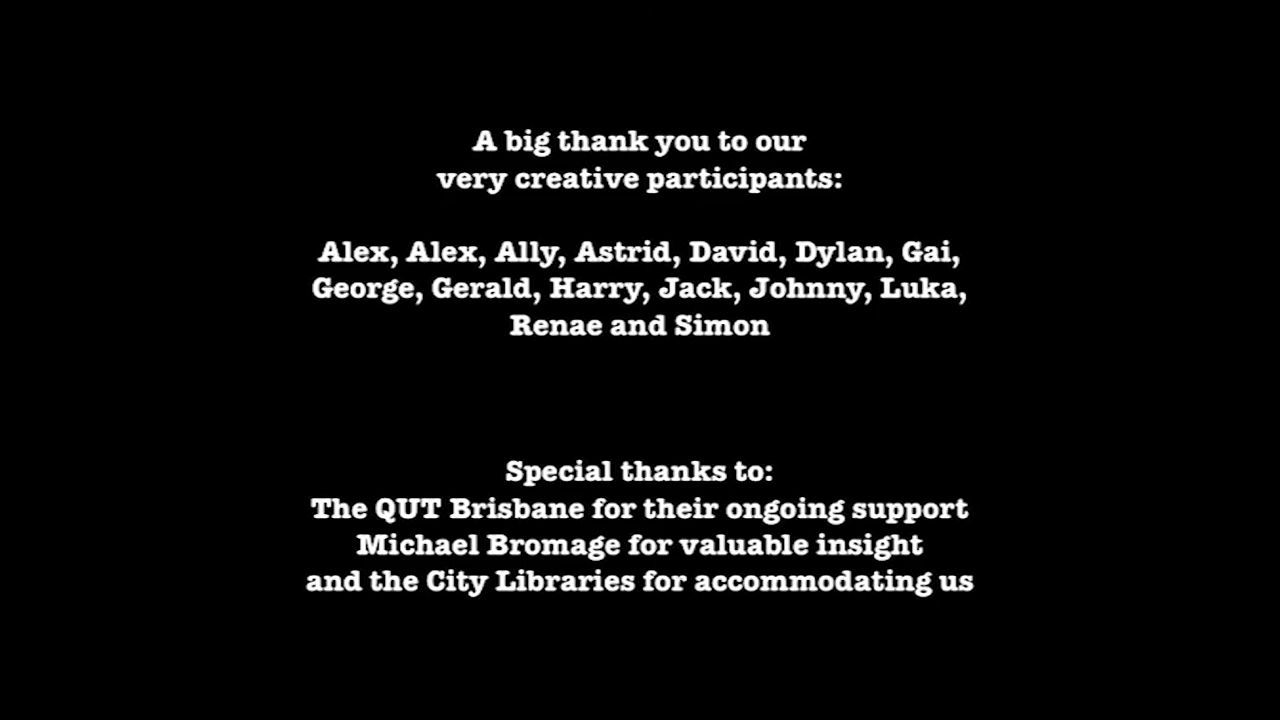 A big thank you to our
very creative participants:
Alex, Alex, Ally, Astrid, David, Dylan, Gai,
George, Gerald, Harry, Jack, Johnny, Luka,
Renae and Simon
Special thanks to:
The QUT Brisbane for their ongoing support
Michael Bromage for valuable insight
and the City Libraries for accommodating us